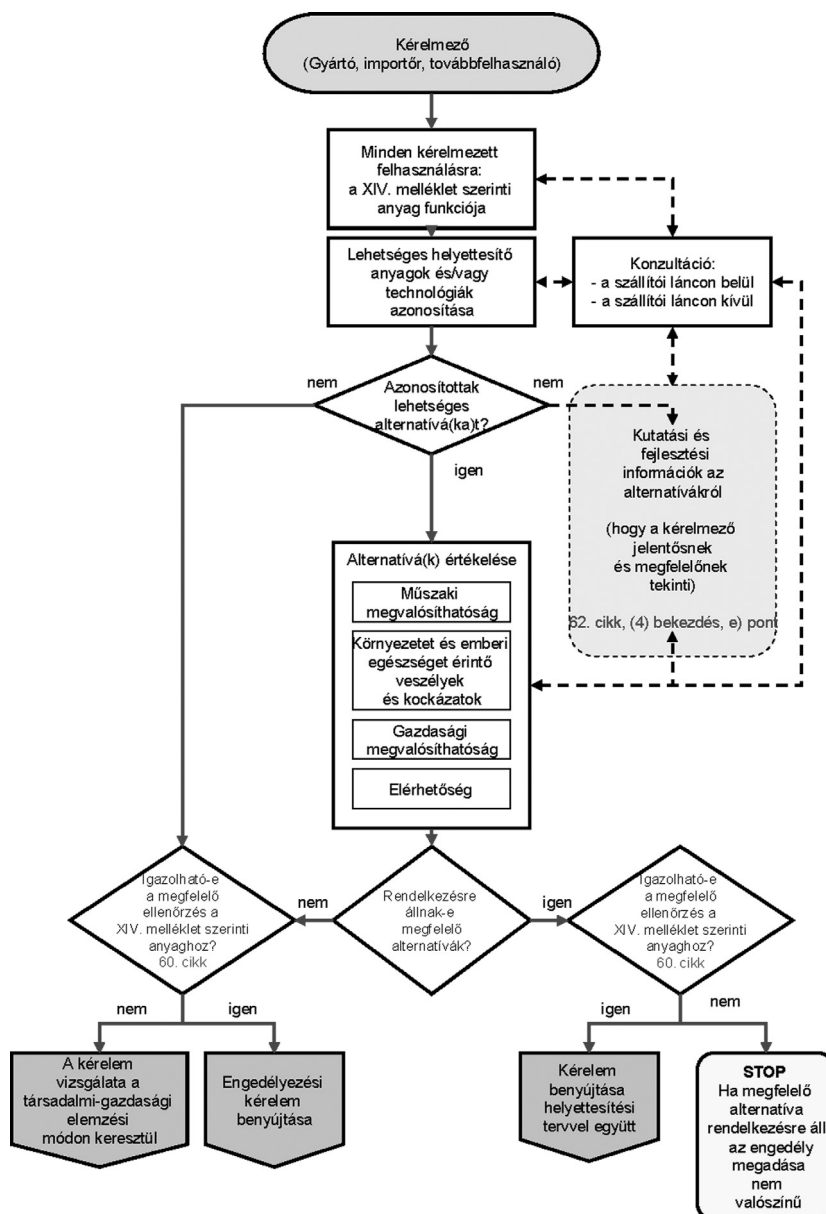 Kérelmező
(Gyártó, importőr, továbbfelhasználó)
Minden kérelmezett
felhasználásra:
a XIV. melléklet szerinti
anyag funkciója
Lehetséges helyettesítő
anyagok és/vagy
technológiák
azonosítása
Konzultáció:
- a szállítói láncon belül
- a szállítói láncon kívül
nem
Azonosítottak
lehetséges
alternatívá(ka)t?
nem
igen
Kutatási és
fejlesztési
információk az
alternatívákról
(hogy a kérelmező
jelentősnek
és megfelelőnek
tekinti)
62. cikk, (4) bekezdés, e) pont
Alternatívá(k) értékelése
Műszaki
megvalósíthatóság
Környezetet és emberi
egészséget érintő
veszélyek
és kockázatok
Gazdasági
megvalósíthatóság
Elérhetőség
Igazolható-e
a megfelelő
ellenőrzés a
XIV. melléklet szerinti
anyaghoz?
60. cikk
nem
Rendelkezésre
állnak-e
megfelelő
alternatívák?
igen
Igazolható-e
a megfelelő
ellenőrzés a
XIV. melléklet szerinti
anyaghoz?
60. cikk
nem
igen
igen
nem
A kérelem
vizsgálata a
társadalmi-gazdasági
elemzési
módon keresztül
Engedélyezési
kérelem
benyújtása
Kérelem
benyújtása
helyettesítési
tervvel együtt
STOP
Ha megfelelő
alternatíva
rendelkezésre áll
az engedély
megadása
nem
valószínű